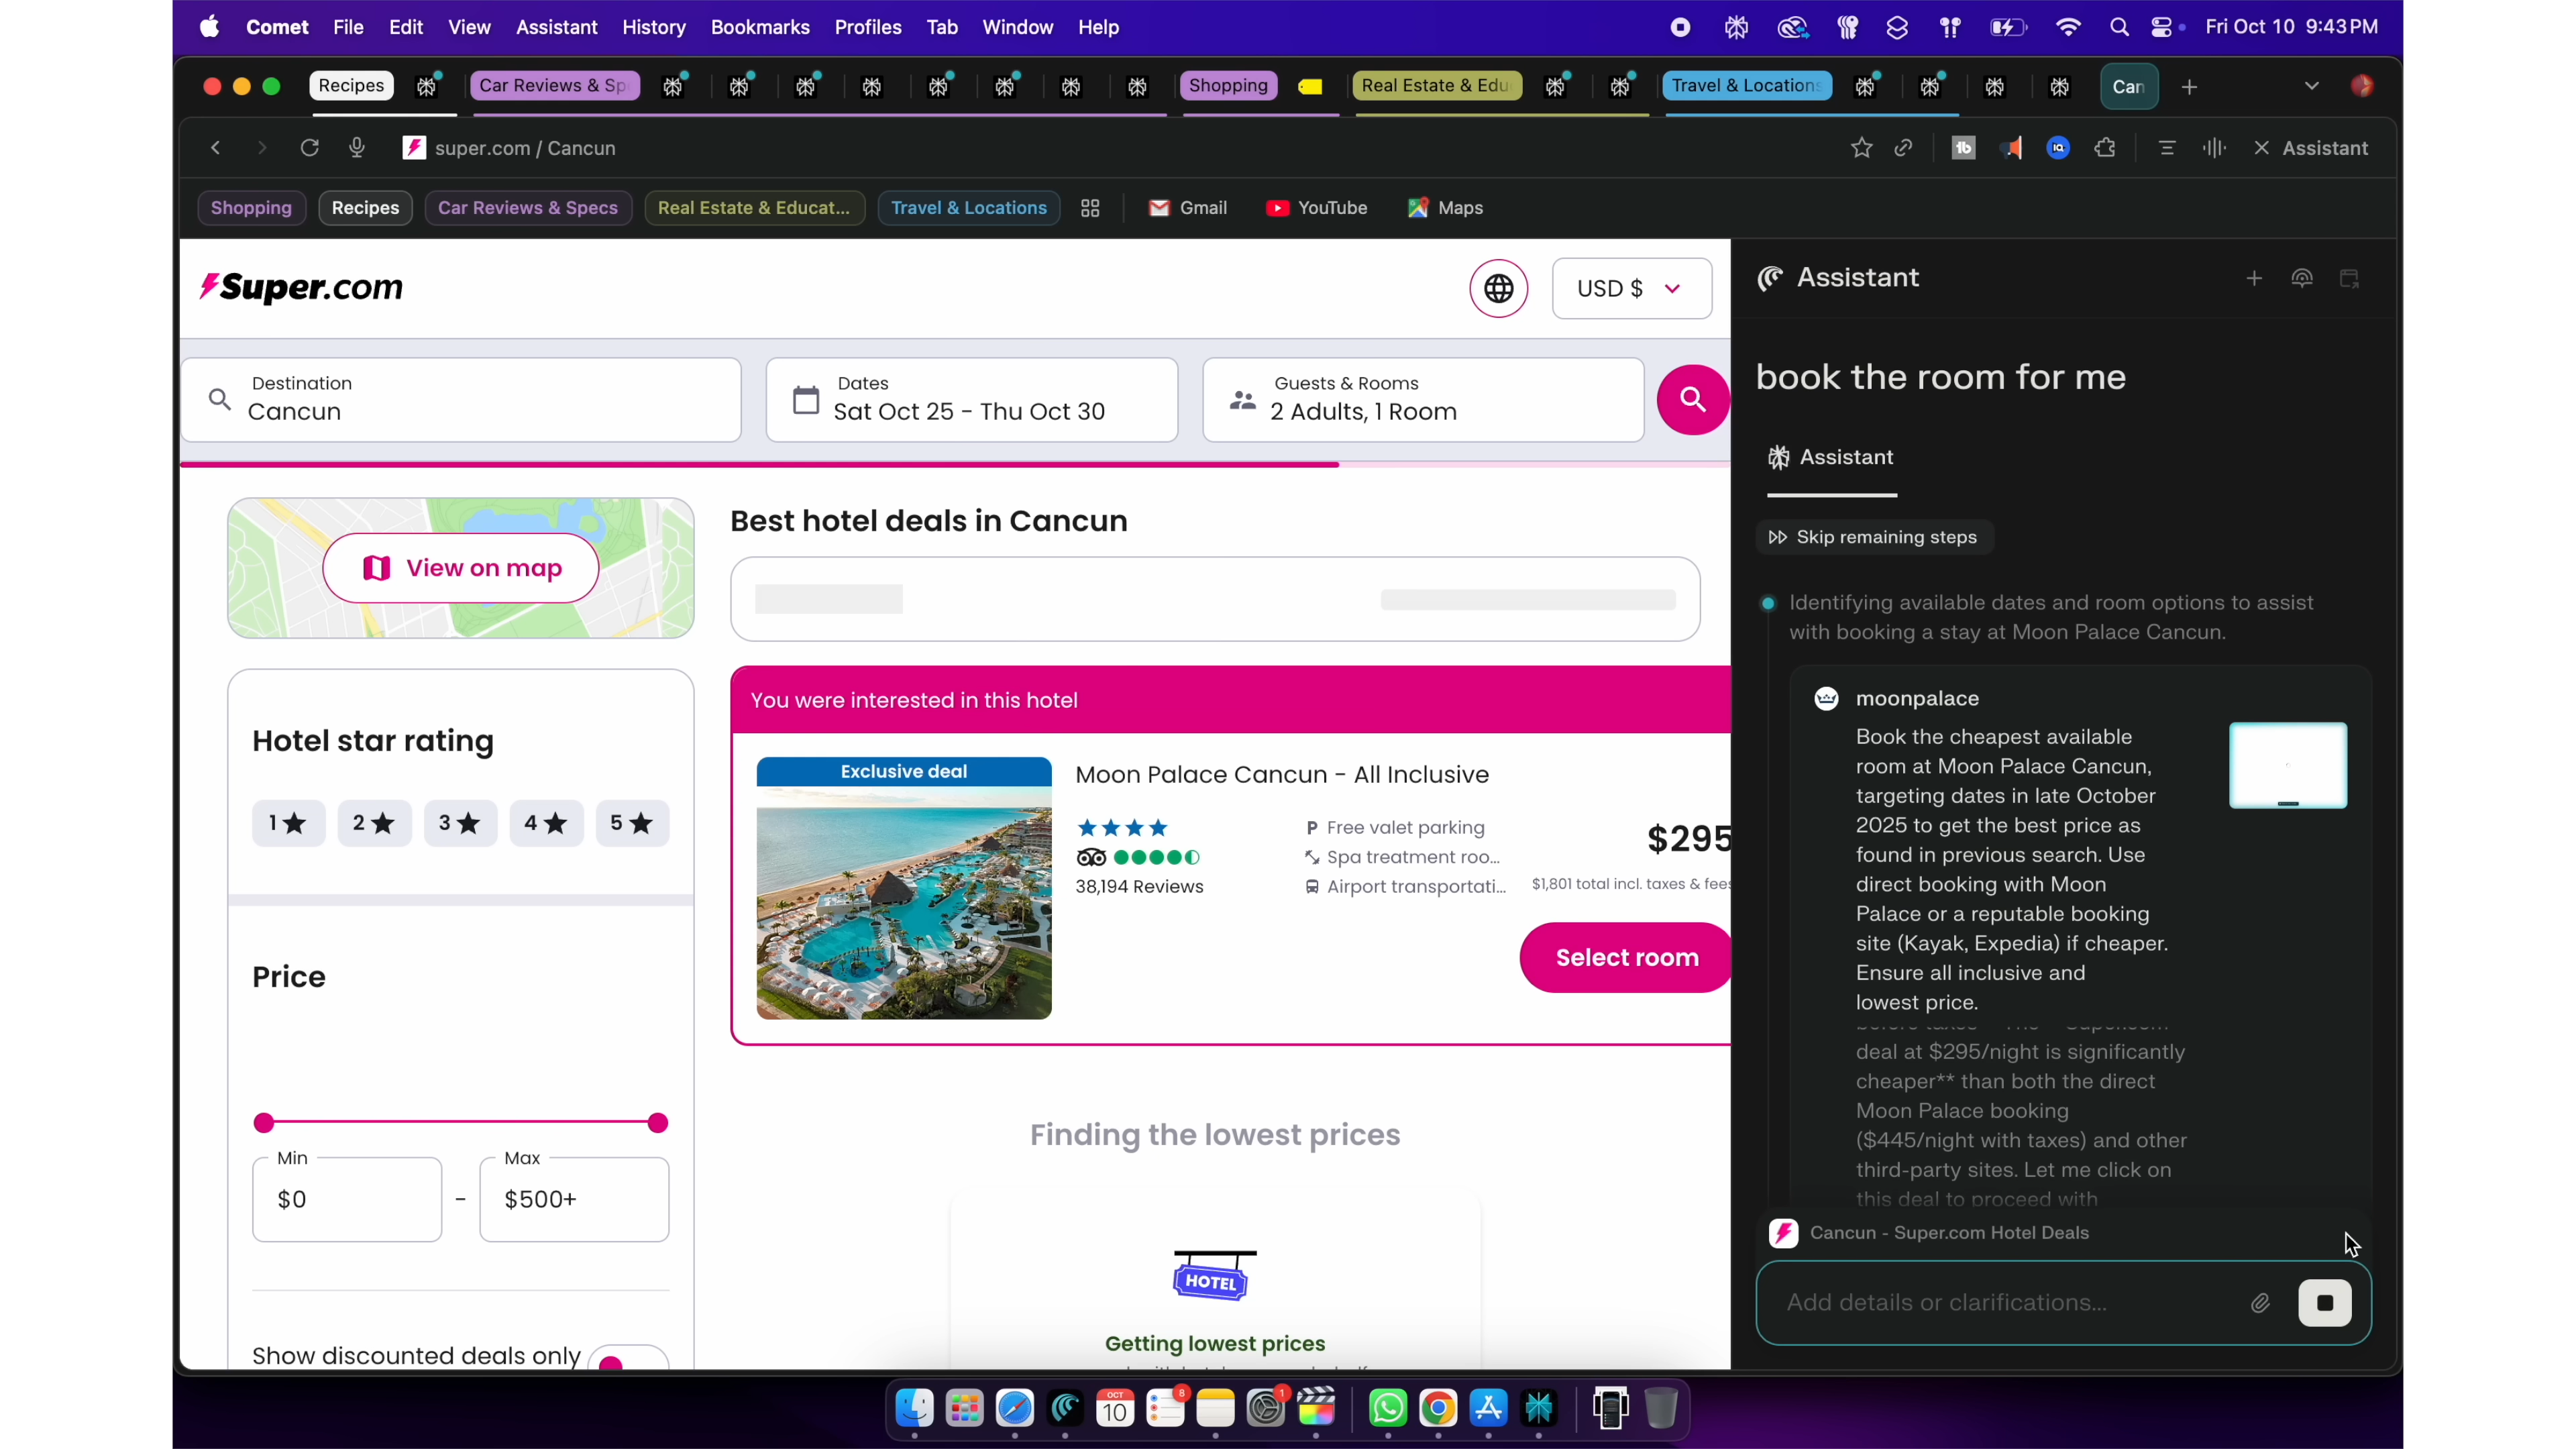 Comet File Edit View Assistant History Bookmarks Profiles Tab Window Help
Fri Oct 10 9:43 PM
Recipes
Car Reviews & Sp
Shopping
Real Estate & Edu
Travel & Locations
Can
super.com / Cancun
Assistant
Shopping
Recipes
Car Reviews & Specs
Real Estate & Educat...
Travel & Locations
Gmail
YouTube
Maps
Super.com
USD $
Destination
Cancun
Dates
Sat Oct 25 - Thu Oct 30
Guests & Rooms
2 Adults, 1 Room
View on map
Hotel star rating
1 2 3 4 5
Price
Min
$0
-
Max
$500+
Show discounted deals only
Best hotel deals in Cancun
You were interested in this hotel
Exclusive deal
Moon Palace Cancun - All Inclusive
38,194 Reviews
P Free valet parking
Spa treatment roo...
Airport transportati...
$295
$1,801 total incl. taxes & fees
Select room
Finding the lowest prices
HOTEL
Getting lowest prices
Assistant
book the room for me
Assistant
Skip remaining steps
Identifying available dates and room options to assist
with booking a stay at Moon Palace Cancun.
moonpalace
Book the cheapest available
room at Moon Palace Cancun,
targeting dates in late October
2025 to get the best price as
found in previous search. Use
direct booking with Moon
Palace or a reputable booking
site (Kayak, Expedia) if cheaper.
Ensure all inclusive and
lowest price.
deal at $295/night is significantly
cheaper** than both the direct
Moon Palace booking
($445/night with taxes) and other
third-party sites. Let me click on
this deal to proceed with
Cancun - Super.com Hotel Deals
Add details or clarifications...
OCT
10
8
1